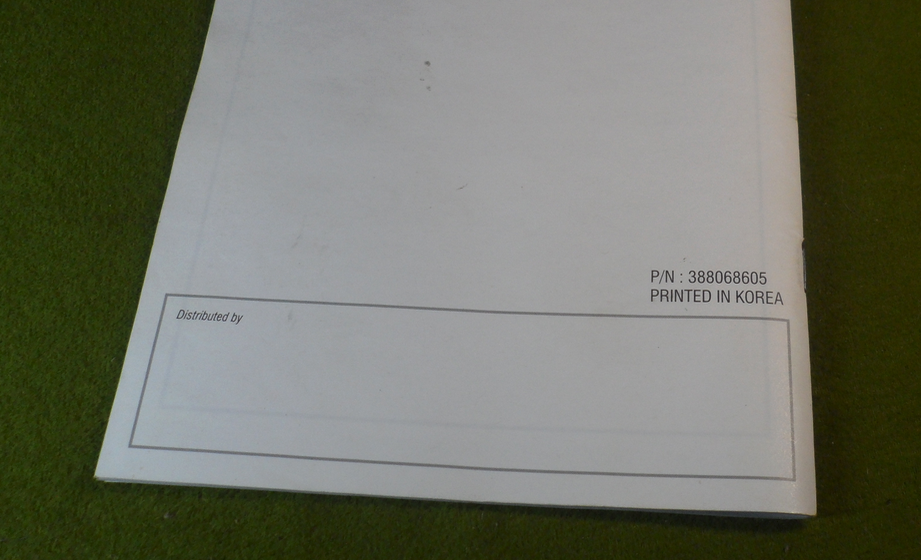 P/N : 388068605
PRINTED IN KOREA
Distributed by